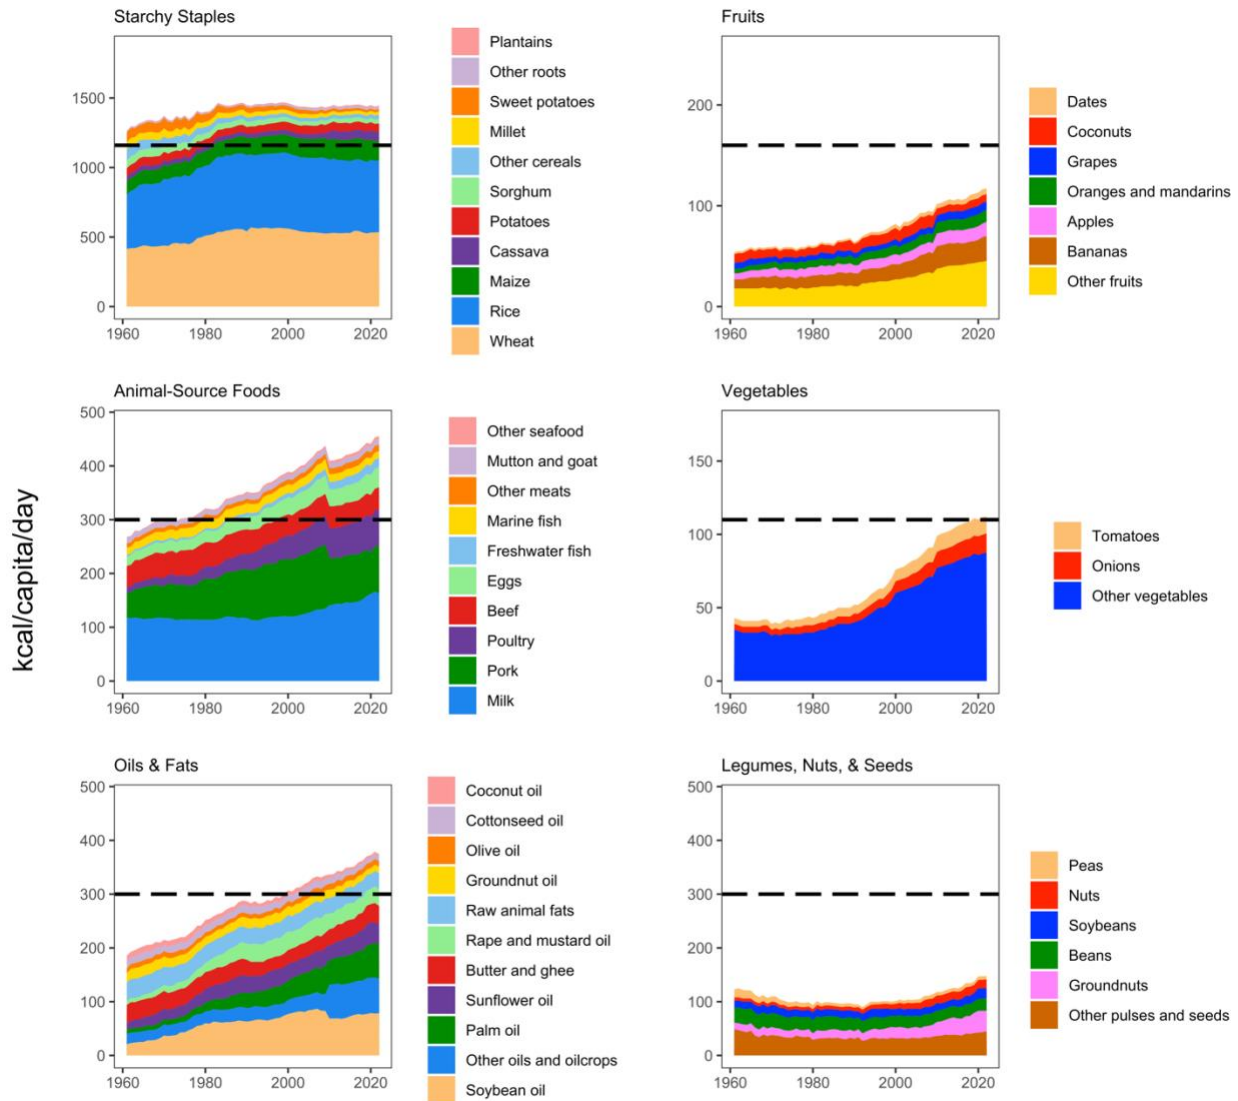 kcal/capita/day
Starchy Staples
1500
1000
500
0
1960 1980 2000 2020
Plantains
Other roots
Sweet potatoes
Millet
Other cereals
Sorghum
Potatoes
Cassava
Maize
Rice
Wheat
Fruits
200
100
0
1960 1980 2000 2020
Dates
Coconuts
Grapes
Oranges and mandarins
Apples
Bananas
Other fruits
Animal-Source Foods
500
400
300
200
100
0
1960 1980 2000 2020
Other seafood
Mutton and goat
Other meats
Marine fish
Freshwater fish
Eggs
Beef
Poultry
Pork
Milk
Vegetables
150
100
50
0
1960 1980 2000 2020
Tomatoes
Onions
Other vegetables
Oils & Fats
500
400
300
200
100
0
1960 1980 2000 2020
Coconut oil
Cottonseed oil
Olive oil
Groundnut oil
Raw animal fats
Rape and mustard oil
Butter and ghee
Sunflower oil
Palm oil
Other oils and oilcrops
Soybean oil
Legumes, Nuts, & Seeds
500
400
300
200
100
0
1960 1980 2000 2020
Peas
Nuts
Soybeans
Beans
Groundnuts
Other pulses and seeds